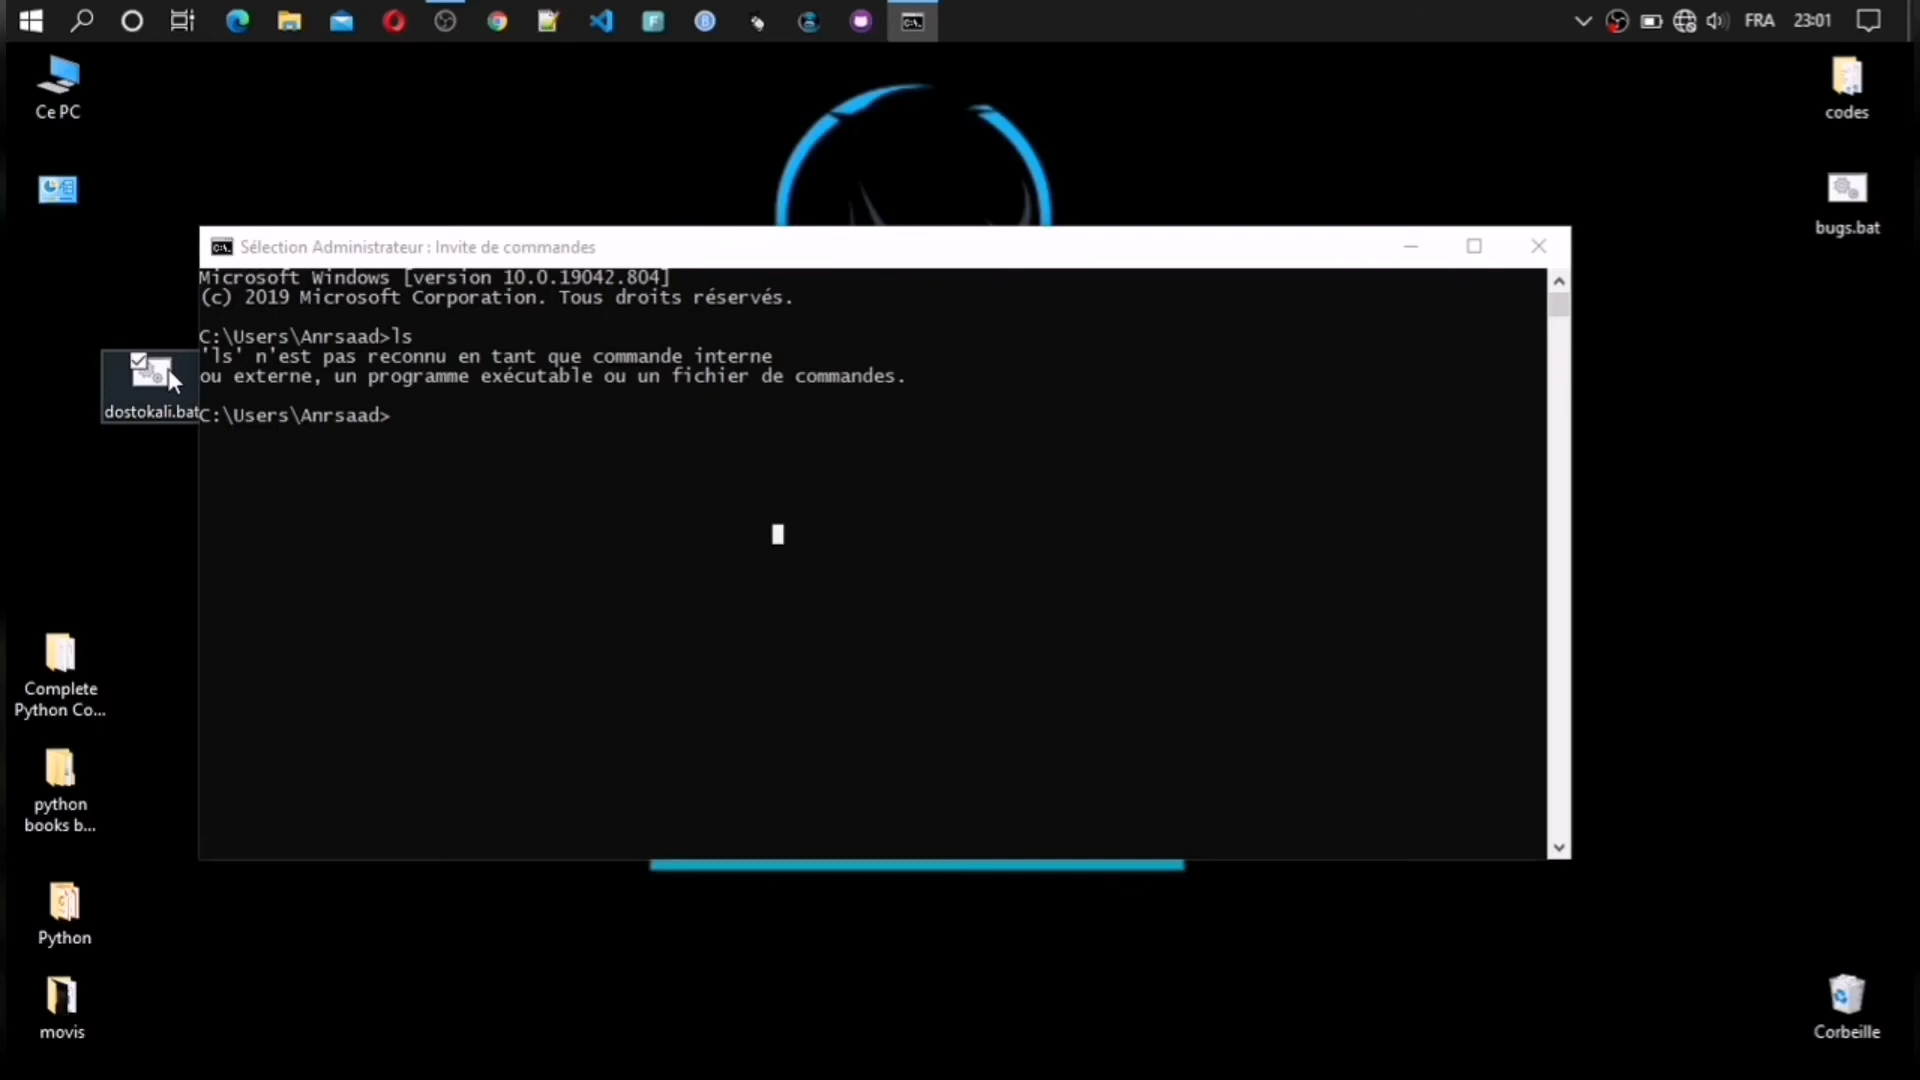 FRA
23:01
Ce PC
codes
bugs.bat
Sélection Administrateur : Invite de commandes
Microsoft Windows [version 10.0.19042.804]
(c) 2019 Microsoft Corporation. Tous droits réservés.
C:\Users\Anrsaad>ls
'ls' n'est pas reconnu en tant que commande interne
ou externe, un programme exécutable ou un fichier de commandes.
C:\Users\Anrsaad>
dostokali.bat
Complete
Python Co...
python
books b...
Python
movis
Corbeille